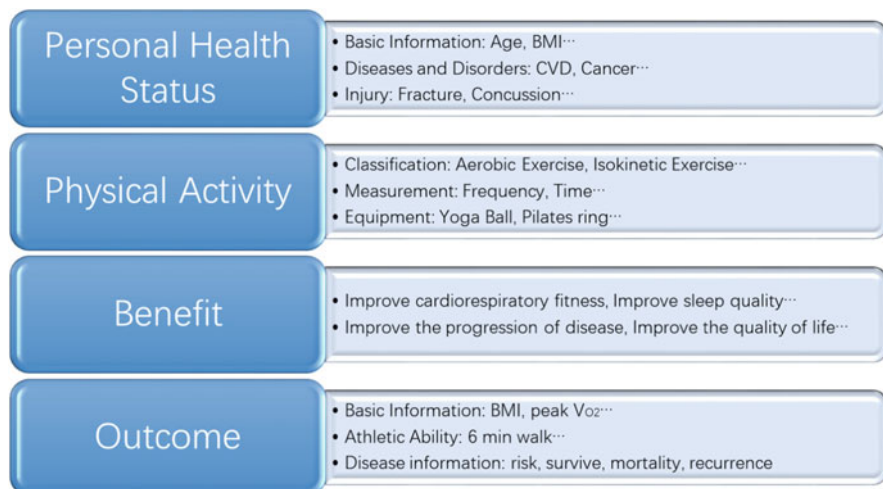 Personal Health
Status
• Basic Information: Age, BMI···
• Diseases and Disorders: CVD, Cancer···
• Injury: Fracture, Concussion···
Physical Activity
• Classification: Aerobic Exercise, Isokinetic Exercise···
• Measurement: Frequency, Time···
• Equipment: Yoga Ball, Pilates ring···
Benefit
• Improve cardiorespiratory fitness, Improve sleep quality···
• Improve the progression of disease, Improve the quality of life···
Outcome
• Basic Information: BMI, peak VO2···
• Athletic Ability: 6 min walk···
• Disease information: risk, survive, mortality, recurrence